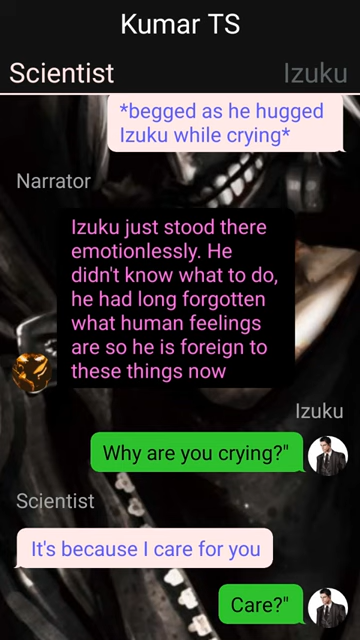 Kumar TS
Scientist
Izuku
*begged as he hugged
Izuku while crying*
Narrator
Izuku just stood there
emotionlessly. He
didn't know what to do,
he had long forgotten
what human feelings
are so he is foreign to
these things now
Izuku
Why are you crying?"
Scientist
It's because I care for you
Care?"